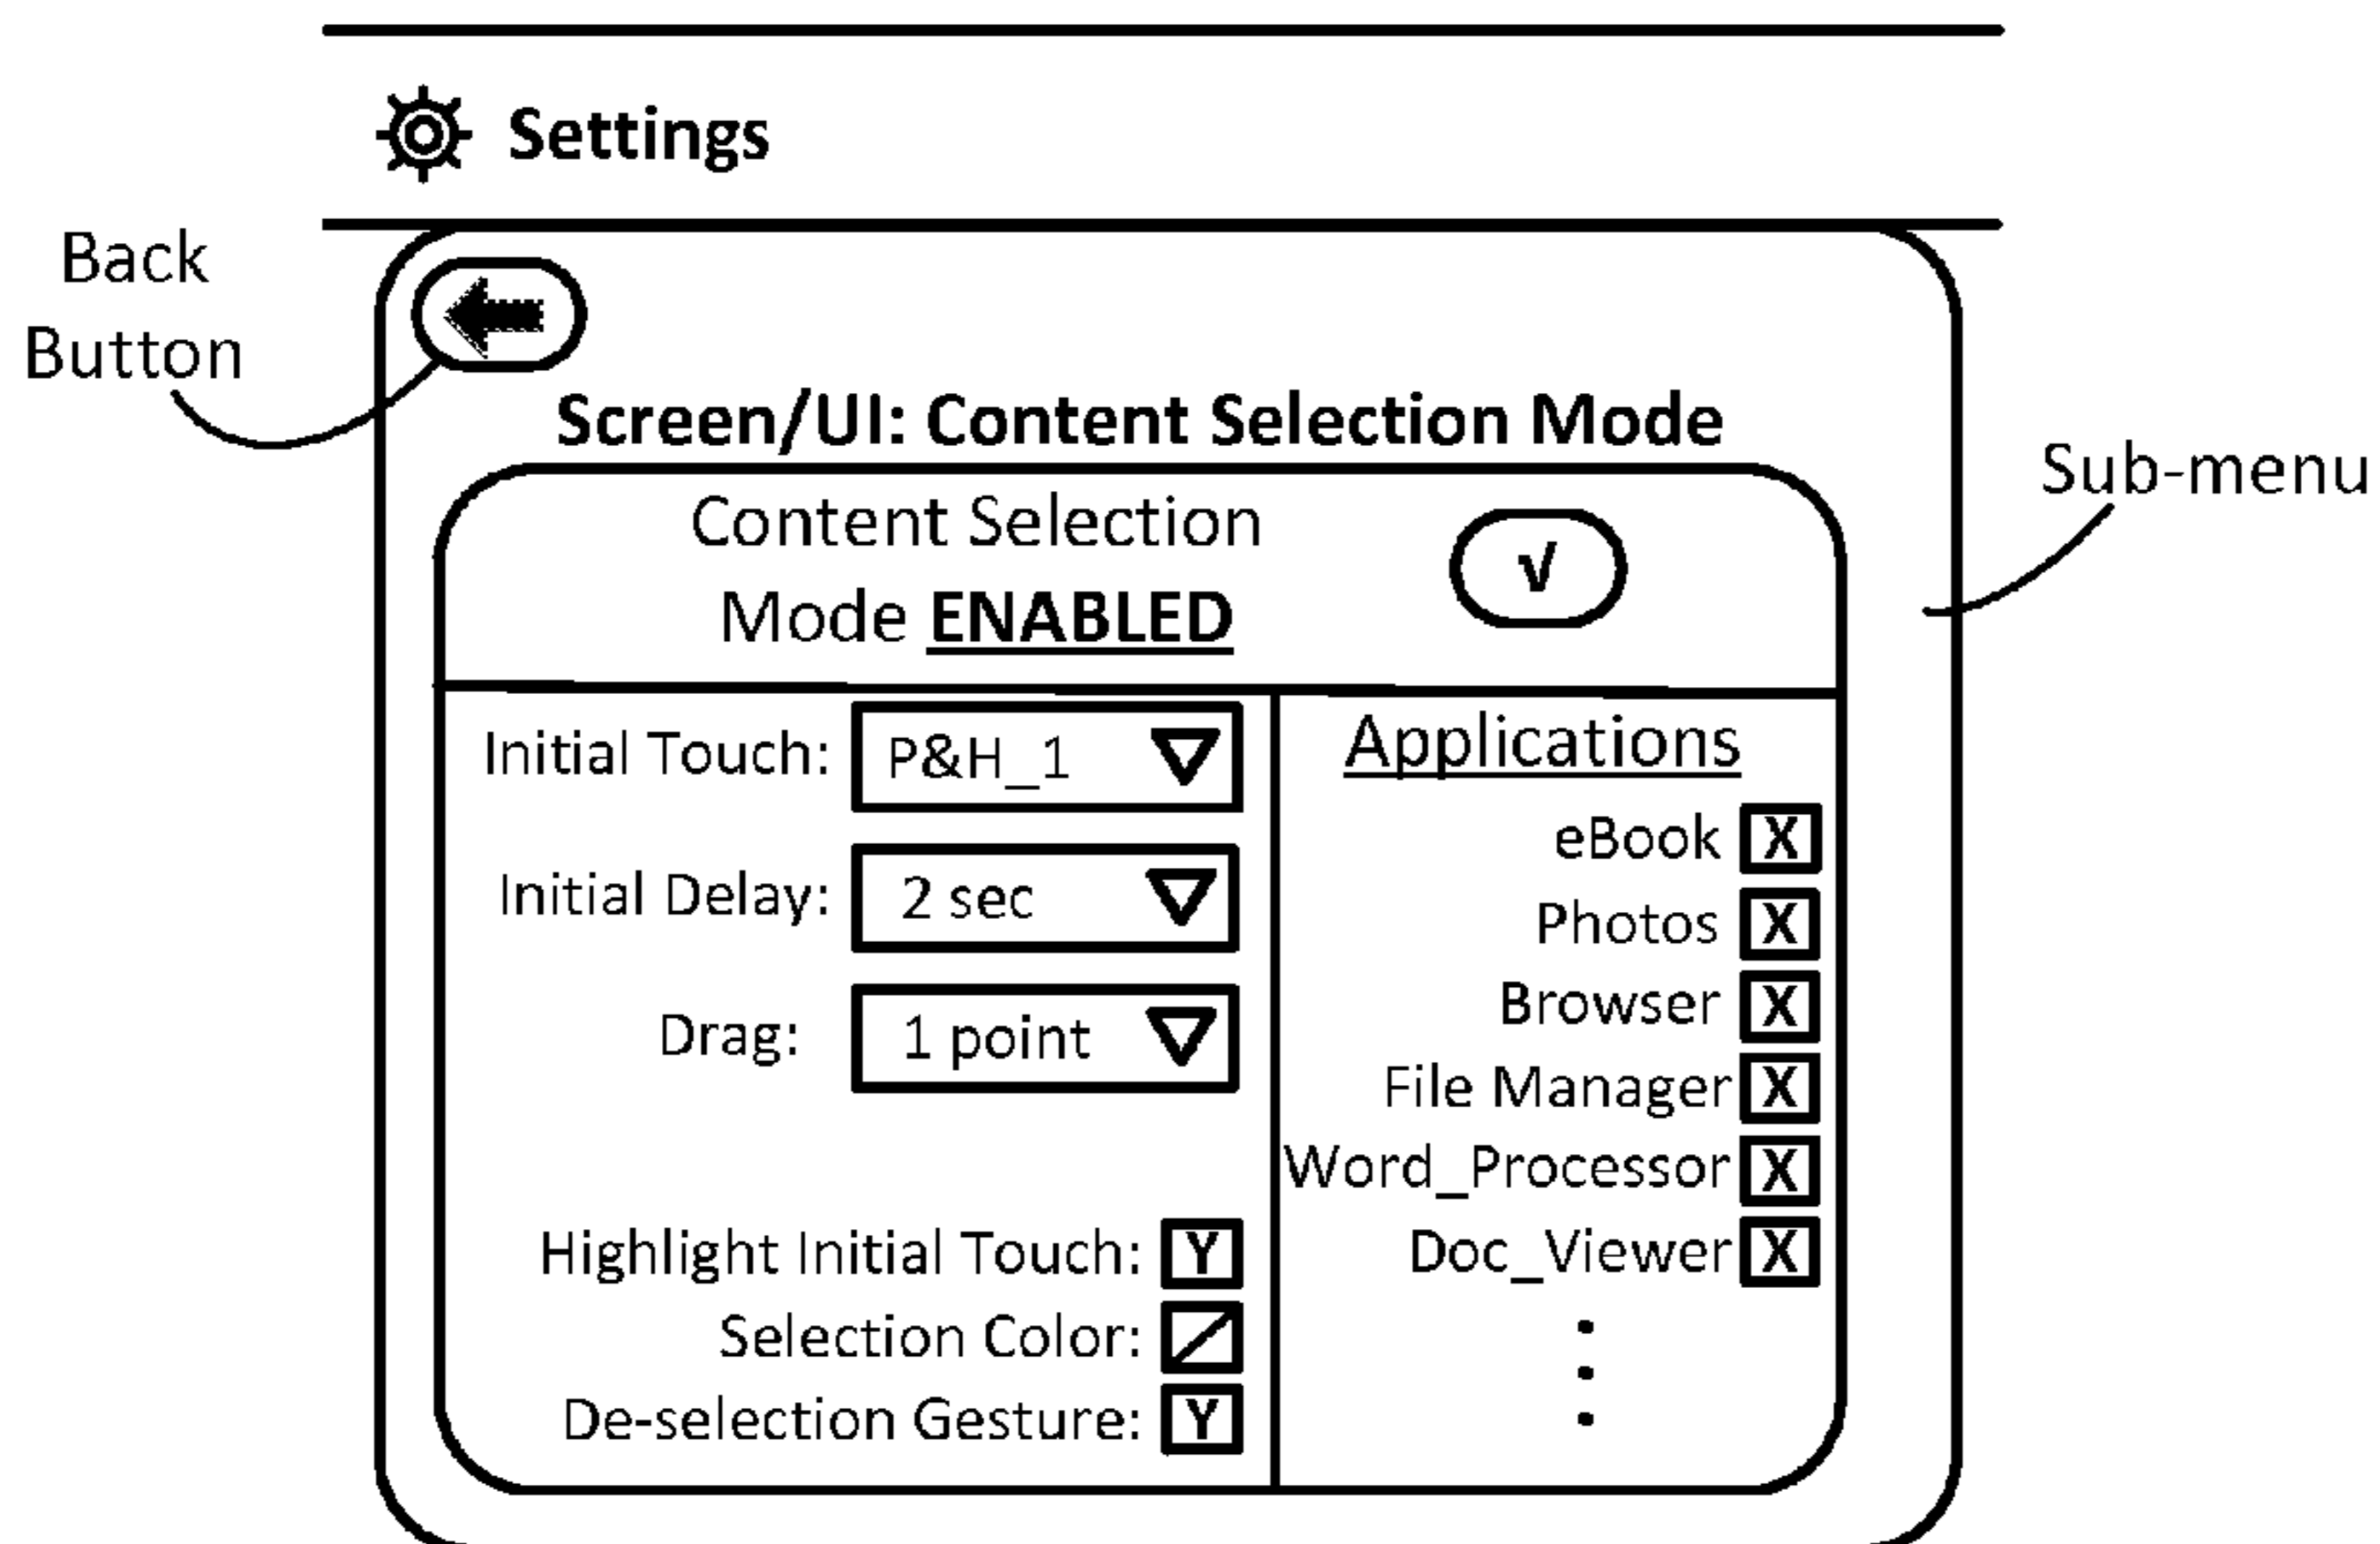 Settings
Back
Button
Screen/UI: Content Selection Mode
Sub-menu
Content Selection
Mode ENABLED
√
Initial Touch: P&H_1
Initial Delay: 2 sec
Drag: 1 point
Highlight Initial Touch: Y
Selection Color:
De-selection Gesture: Y
Applications
eBook X
Photos X
Browser X
File Manager X
Word_Processor X
Doc_Viewer X